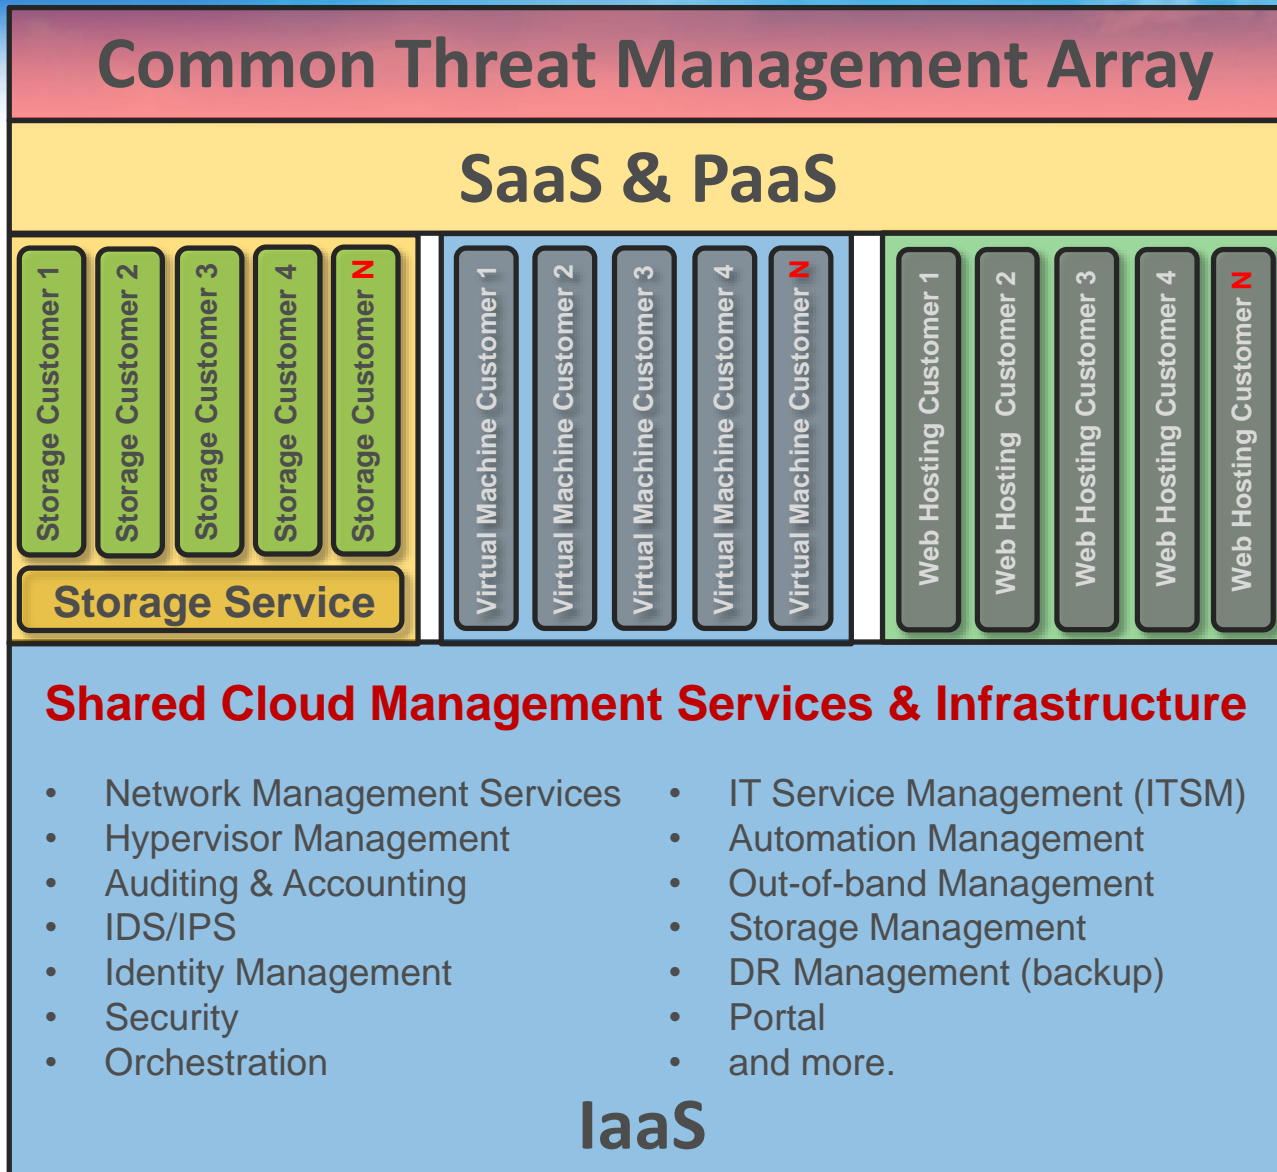 Common Threat Management Array
SaaS & PaaS
Storage Customer 1
Storage Customer 2
Storage Customer 3
Storage Customer 4
Storage Customer N
Storage Service
Virtual Machine Customer 1
Virtual Machine Customer 2
Virtual Machine Customer 3
Virtual Machine Customer 4
Virtual Machine Customer N
Web Hosting Customer 1
Web Hosting Customer 2
Web Hosting Customer 3
Web Hosting Customer 4
Web Hosting Customer N
Shared Cloud Management Services & Infrastructure
• Network Management Services
• Hypervisor Management
• Auditing & Accounting
• IDS/IPS
• Identity Management
• Security
• Orchestration
• IT Service Management (ITSM)
• Automation Management
• Out-of-band Management
• Storage Management
• DR Management (backup)
• Portal
• and more.
IaaS